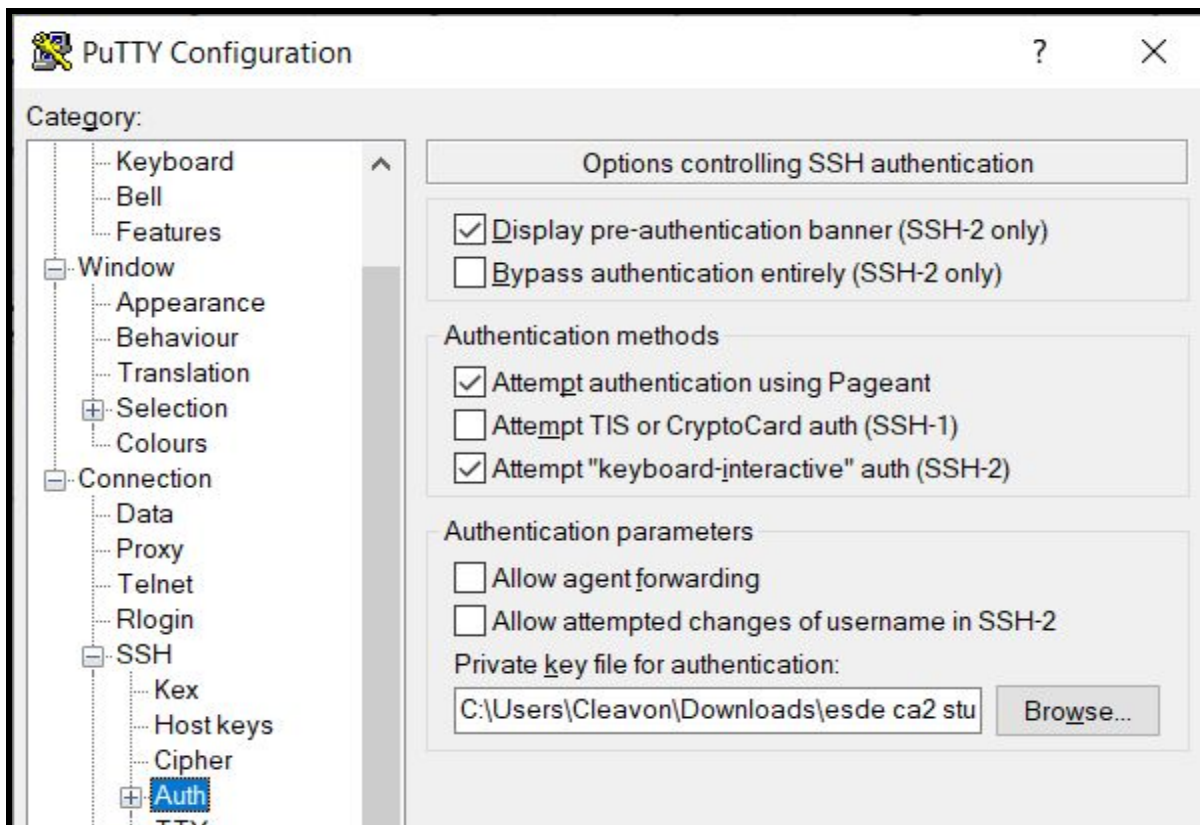 PuTTY Configuration
?
Category:
Keyboard
Bell
Features
Window
Appearance
Behaviour
Translation
Selection
Colours
Connection
Data
Proxy
Telnet
Rlogin
SSH
Kex
Host keys
Cipher
Auth
TTY
Options controlling SSH authentication
Display pre-authentication banner (SSH-2 only)
Bypass authentication entirely (SSH-2 only)
Authentication methods
Attempt authentication using Pageant
Attempt TIS or CryptoCard auth (SSH-1)
Attempt "keyboard-interactive" auth (SSH-2)
Authentication parameters
Allow agent forwarding
Allow attempted changes of username in SSH-2
Private key file for authentication:
C:\Users\Cleavon\Downloads\esde ca2 stu
Browse...